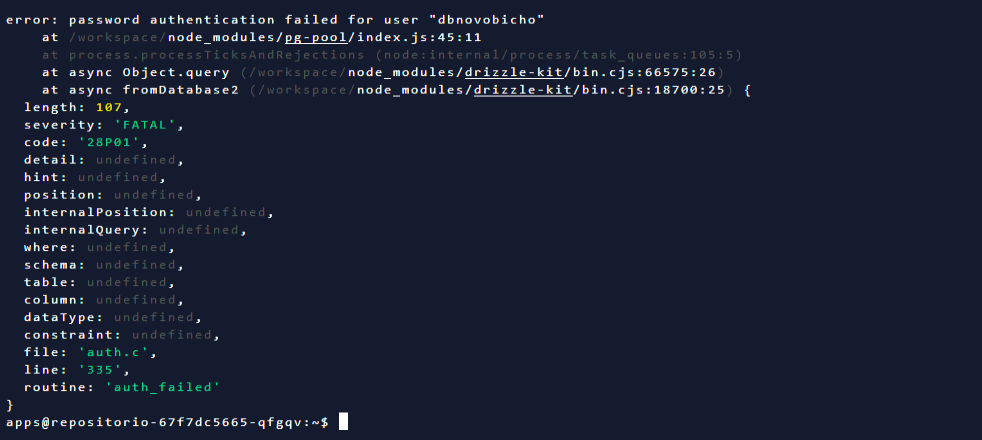 error: password authentication failed for user "dbnovobicho"
    at /workspace/node_modules/pg-pool/index.js:45:11
    at process.processTicksAndRejections (node:internal/process/task_queues:105:5)
    at async Object.query (/workspace/node_modules/drizzle-kit/bin.cjs:66575:26)
    at async fromDatabase2 (/workspace/node_modules/drizzle-kit/bin.cjs:18700:25) {
  length: 107,
  severity: 'FATAL',
  code: '28P01',
  detail: undefined,
  hint: undefined,
  position: undefined,
  internalPosition: undefined,
  internalQuery: undefined,
  where: undefined,
  schema: undefined,
  table: undefined,
  column: undefined,
  dataType: undefined,
  constraint: undefined,
  file: 'auth.c',
  line: '335',
  routine: 'auth_failed'
}
apps@repositorio-67f7dc5665-qfgqv:~$